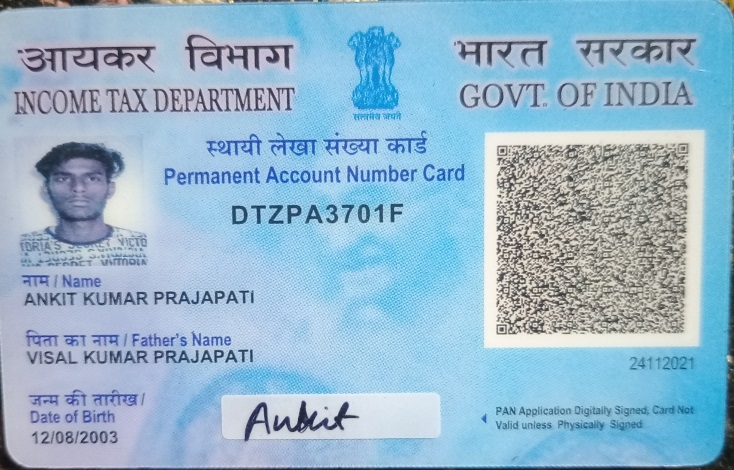 आयकर विभाग
INCOME TAX DEPARTMENT
सत्यमेव जयते
भारत सरकार
GOVT. OF INDIA
स्थायी लेखा संख्या कार्ड
Permanent Account Number Card
DTZPA3701F
नाम / Name
ANKIT KUMAR PRAJAPATI
पिता का नाम / Father's Name
VISAL KUMAR PRAJAPATI
24112021
जन्म की तारीख /
Date of Birth
12/08/2003
Ankit
PAN Application Digitally Signed, Card Not
Valid unless Physically Signed